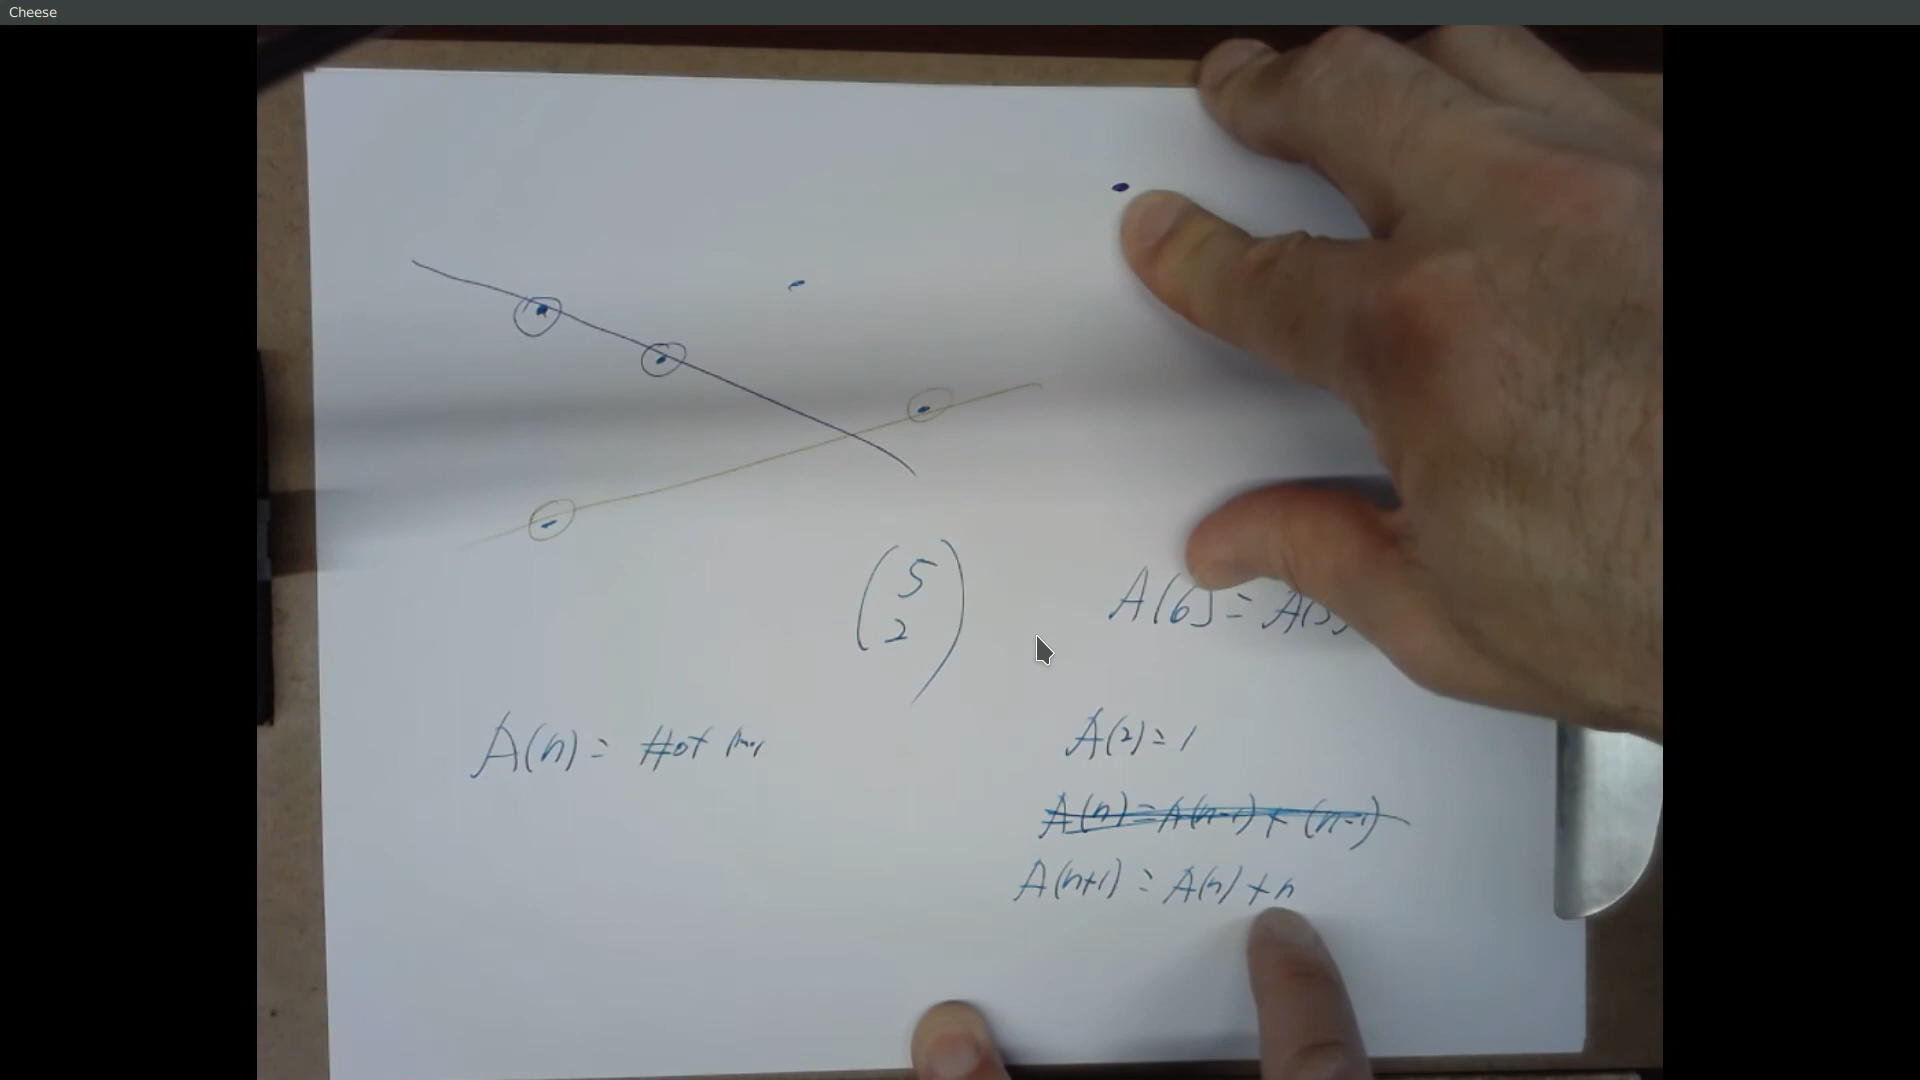 Cheese
( 5
2 )
A(6) = A(5)
A(n) = # of
A(2) = 1
A(n) = A(n-1) + (n-1)
A(n+1) = A(n) + n